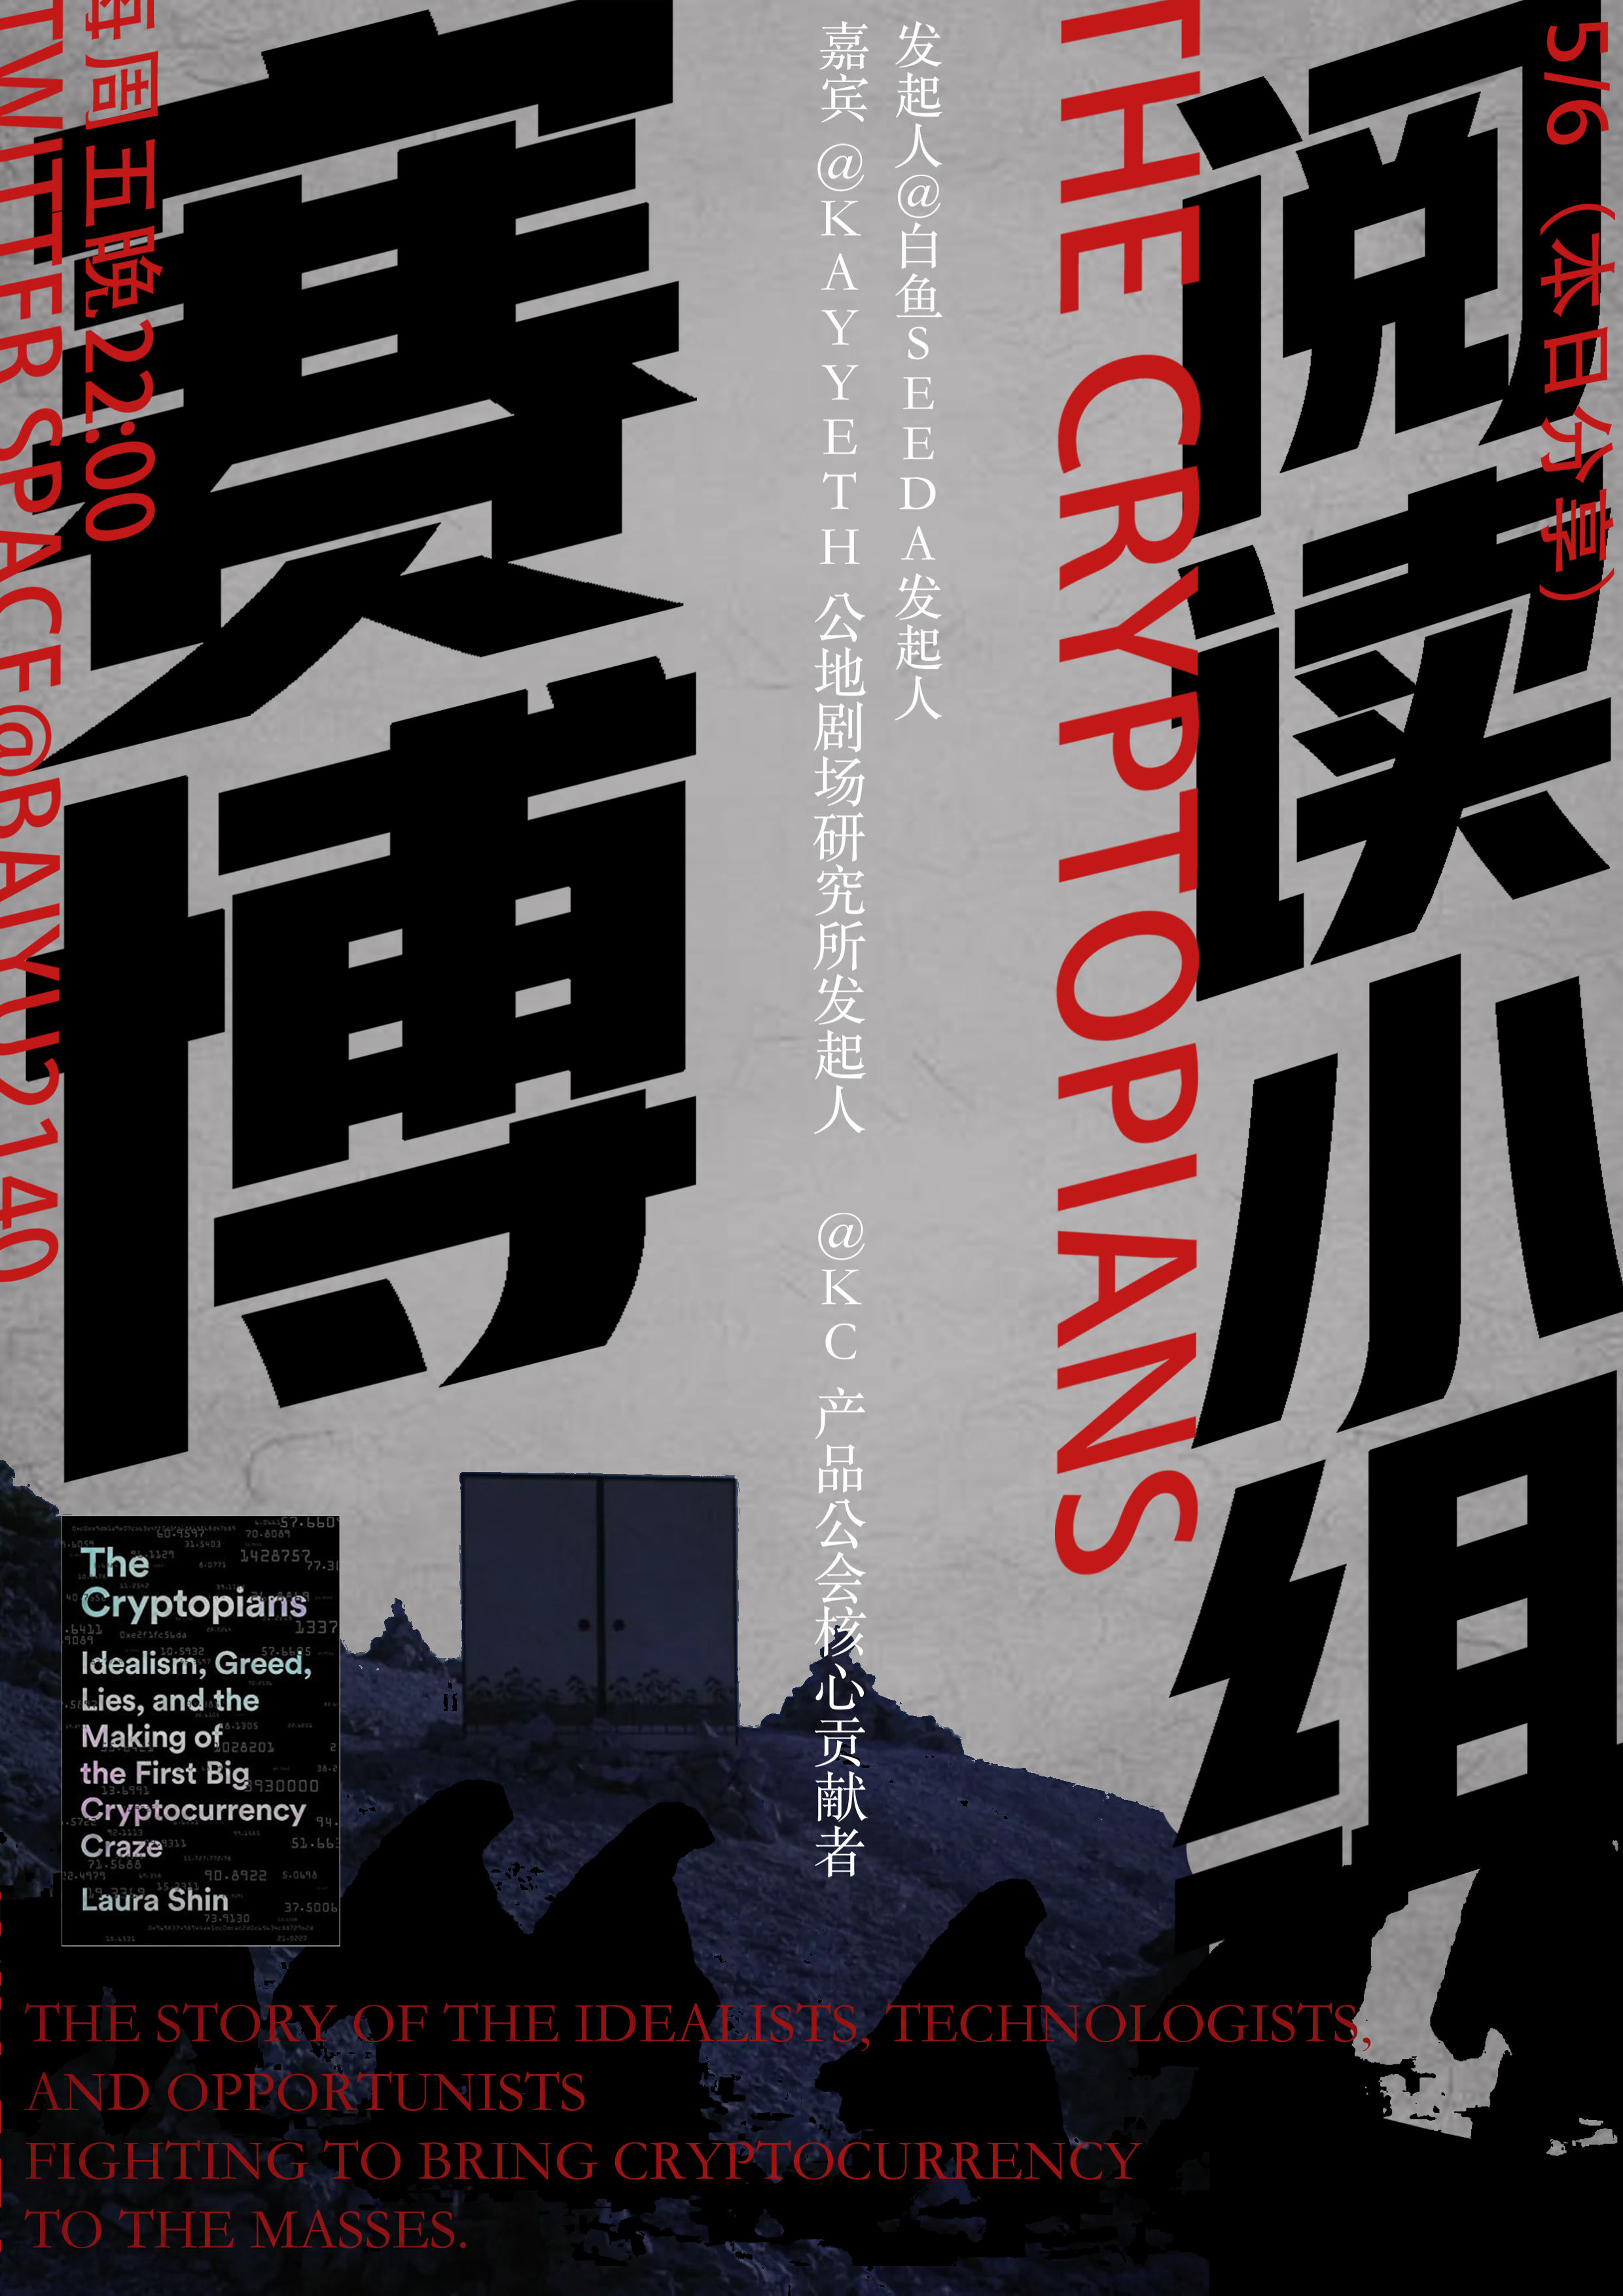 5/6（本日分享）
阅读小组
THE CRYPTOPIANS
发起人@白鱼SEEDA发起人
嘉宾@KAYYETH 公地剧场研究所发起人 @KC 产品公会核心贡献者
赛博
每周五晚22:00
TWITTER SPACE@BAIYU2140
The
Cryptopians
Idealism, Greed,
Lies, and the
Making of
the First Big
Cryptocurrency
Craze
Laura Shin
THE STORY OF THE IDEALISTS, TECHNOLOGISTS,
AND OPPORTUNISTS
FIGHTING TO BRING CRYPTOCURRENCY
TO THE MASSES.